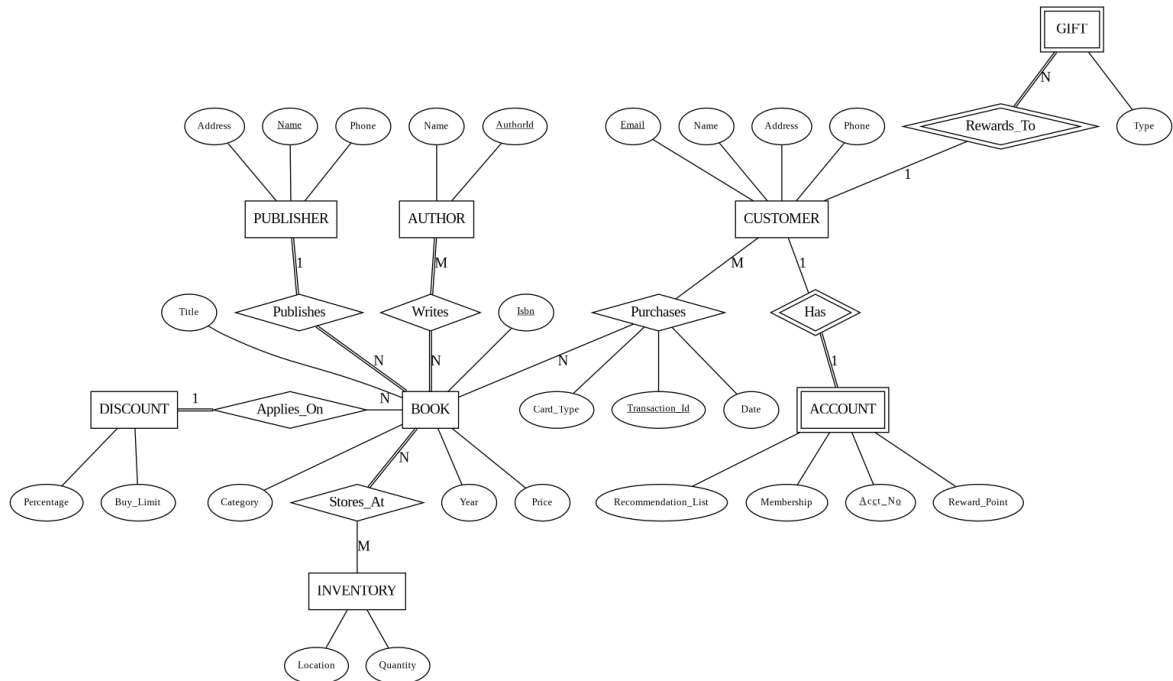 GIFT
N
Address
Name
Phone
Name
AuthorId
Email
Name
Address
Phone
Rewards_To
Type
1
PUBLISHER
AUTHOR
CUSTOMER
1
M
M
1
Title
Publishes
Writes
Isbn
Purchases
Has
N
N
N
1
DISCOUNT
1
Applies_On
N
BOOK
Card_Type
Transaction_Id
Date
ACCOUNT
N
Percentage
Buy_Limit
Category
Stores_At
Year
Price
Recommendation_List
Membership
Acct_No
Reward_Point
M
INVENTORY
Location
Quantity